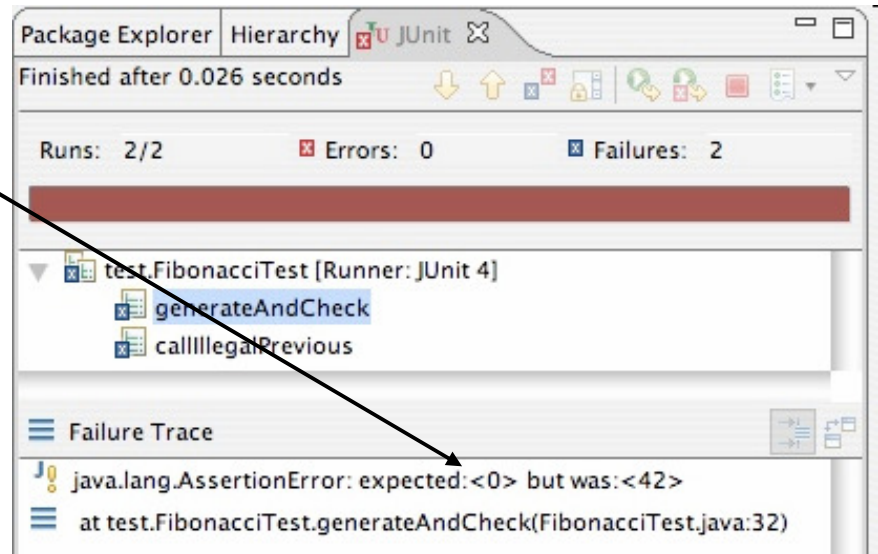 Package Explorer Hierarchy JUnit
Finished after 0.026 seconds
Runs: 2/2 Errors: 0 Failures: 2
test.FibonacciTest [Runner: JUnit 4]
generateAndCheck
callIllegalPrevious
Failure Trace
java.lang.AssertionError: expected:<0> but was:<42>
at test.FibonacciTest.generateAndCheck(FibonacciTest.java:32)